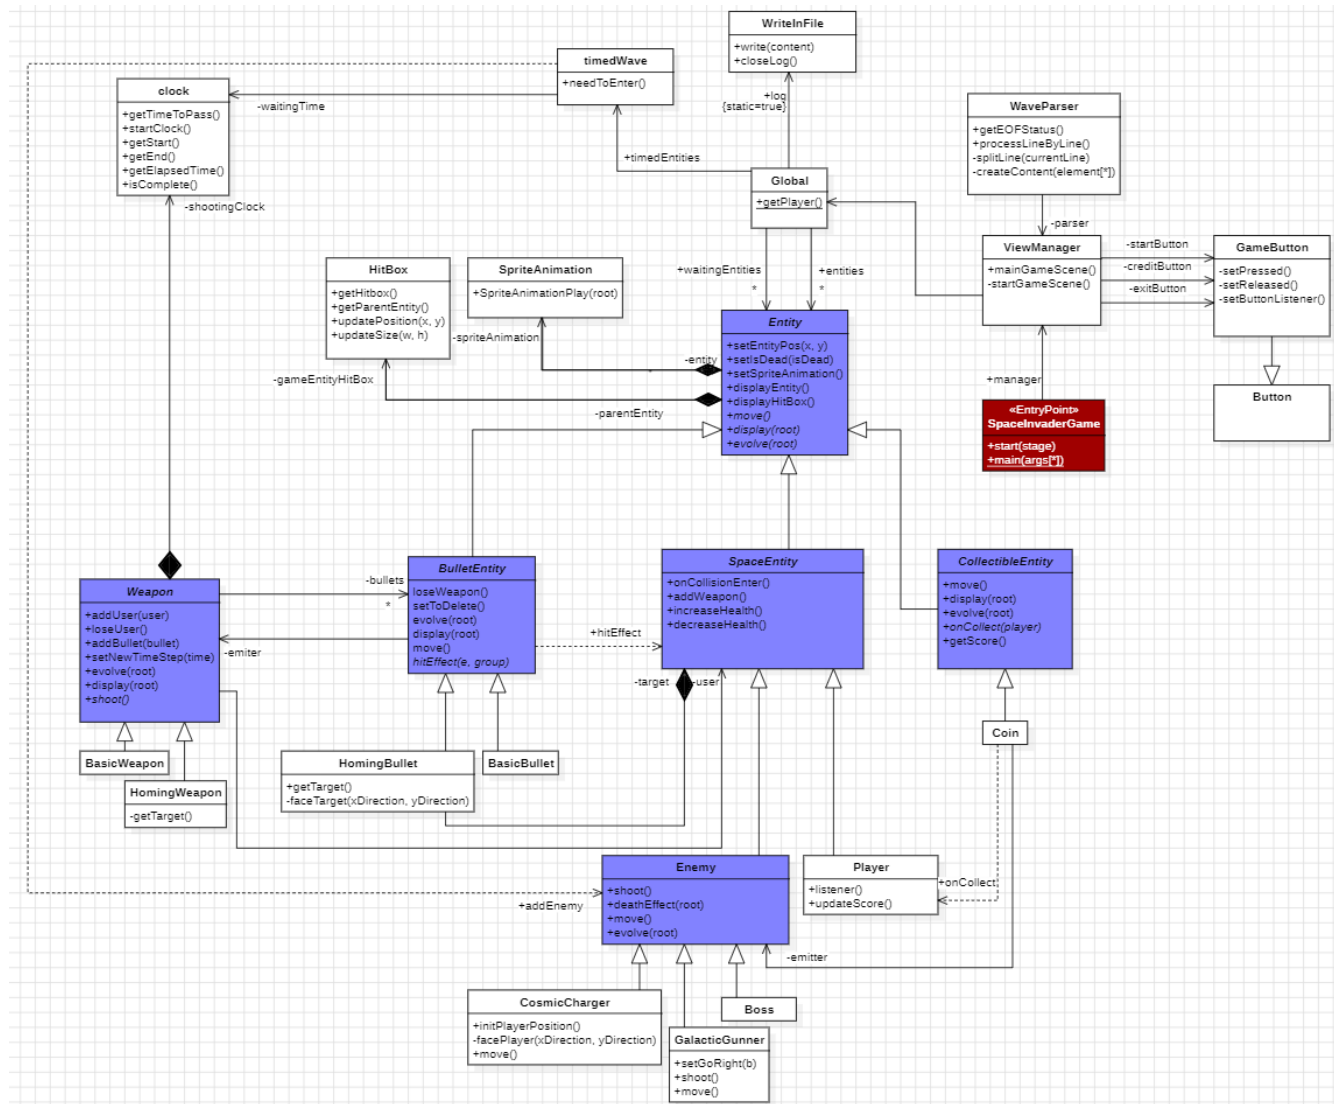 WriteInFile
+write(content)
+closeLog()
timedWave
+needToEnter()
clock
+getTimeToPass()
+startClock()
+getStart()
+getEnd()
+getElapsedTime()
+isComplete()
-waitingTime
+log
{static=true}
WaveParser
+getEOFStatus()
+processLineByLine()
-splitLine(currentLine)
-createContent(element[*])
+timedEntities
Global
+getPlayer()
-shootingClock
-parser
ViewManager
+mainGameScene()
-startGameScene()
-startButton
-creditButton
-exitButton
GameButton
-setPressed()
-setReleased()
-setButtonListener()
HitBox
+getHitbox()
+getParentEntity()
+updatePosition(x, y)
+updateSize(w, h)
SpriteAnimation
+SpriteAnimationPlay(root)
+waitingEntities
*
+entities
*
-spriteAnimation
-entity
-gameEntityHitBox
-parentEntity
Entity
+setEntityPos(x, y)
+setIsDead(isDead)
+setSpriteAnimation()
+displayEntity()
+displayHitBox()
+move()
+display(root)
+evolve(root)
+manager
«EntryPoint»
SpaceInvaderGame
+start(stage)
+main(args[*])
Button
Weapon
+addUser(user)
+loseUser()
+addBullet(bullet)
+setNewTimeStep(time)
+evolve(root)
+display(root)
+shoot()
-bullets
*
-emiter
BulletEntity
loseWeapon()
setToDelete()
evolve(root)
display(root)
move()
hitEffect(e, group)
+hitEffect
SpaceEntity
+onCollisionEnter()
+addWeapon()
+increaseHealth()
+decreaseHealth()
-target
-user
CollectibleEntity
+move()
+display(root)
+evolve(root)
+onCollect(player)
+getScore()
BasicWeapon
HomingWeapon
-getTarget()
HomingBullet
+getTarget()
-faceTarget(xDirection, yDirection)
BasicBullet
Coin
Enemy
+shoot()
+deathEffect(root)
+move()
+evolve(root)
+addEnemy
Player
+listener()
+updateScore()
+onCollect
-emitter
CosmicCharger
+initPlayerPosition()
-facePlayer(xDirection, yDirection)
+move()
Boss
GalacticGunner
+setGoRight(b)
+shoot()
+move()